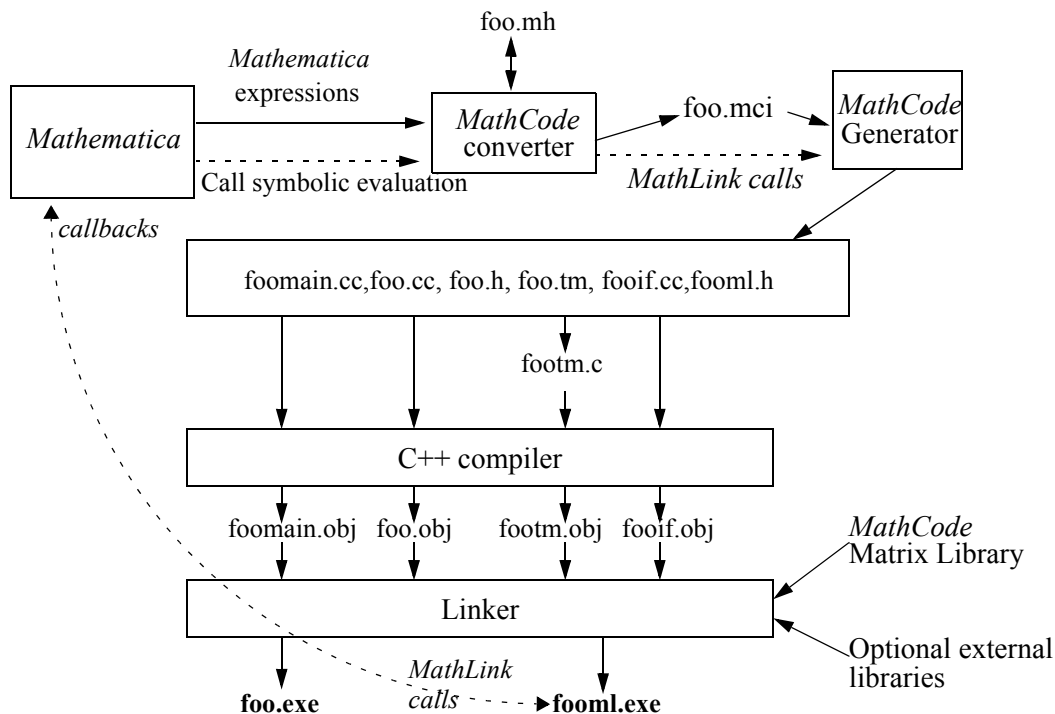 foo.mh
Mathematica
expressions
Mathematica
MathCode
converter
foo.mci
MathCode
Generator
Call symbolic evaluation
MathLink calls
callbacks
foomain.cc,foo.cc, foo.h, foo.tm, fooif.cc,fooml.h
footm.c
C++ compiler
foomain.obj
foo.obj
footm.obj
fooif.obj
MathCode
Matrix Library
Linker
Optional external
libraries
MathLink
calls
foo.exe
fooml.exe